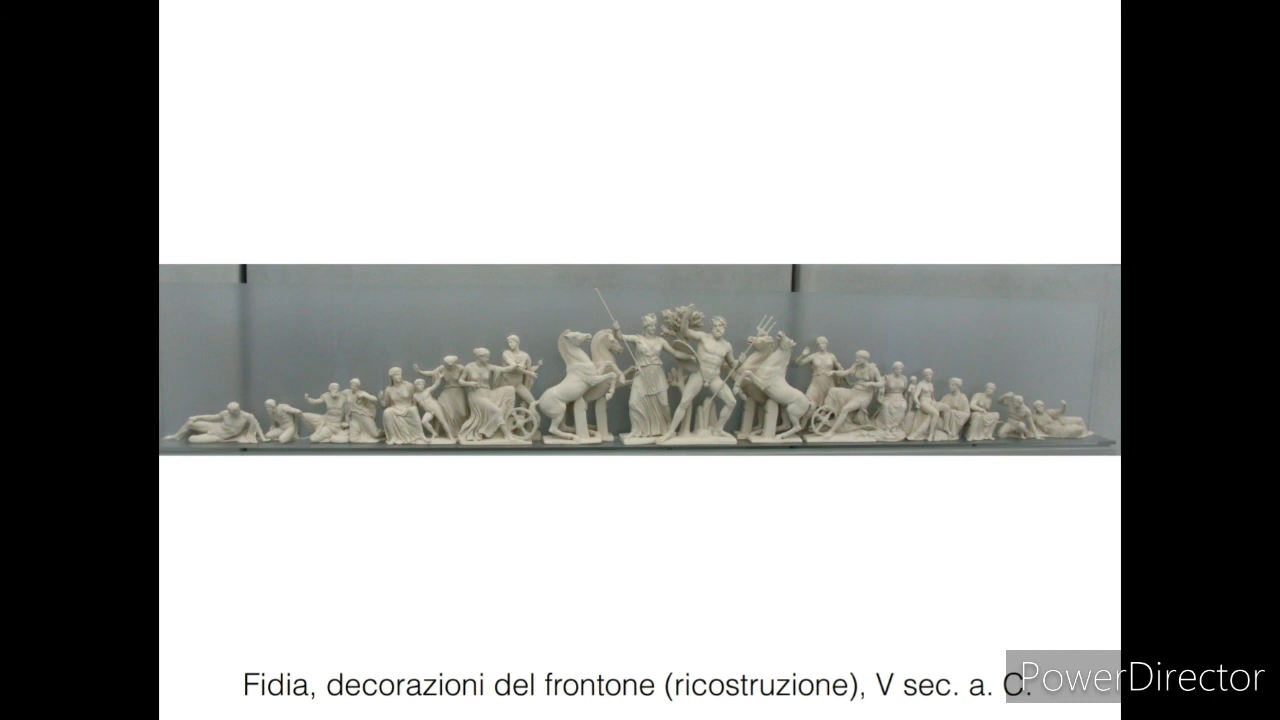 Fidia, decorazioni del frontone (ricostruzione), V sec. a. C.
PowerDirector